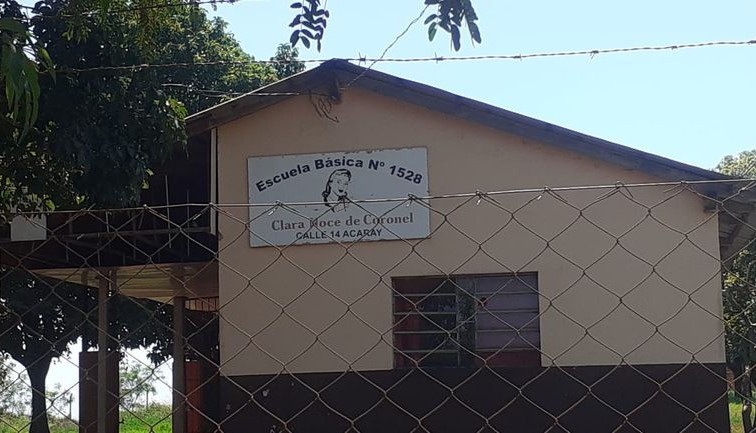 Escuela Básica Nº 1528
Clara Noce de Coronel
CALLE 14 ACARAY